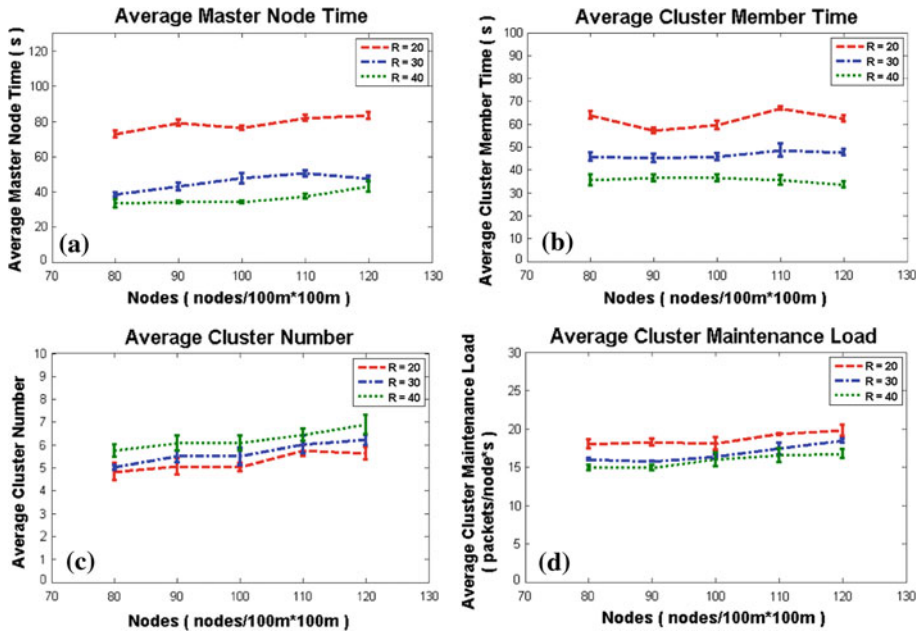 Average Master Node Time
Average Master Node Time ( s )
120
100
80
60
40
20
0
R = 20
R = 30
R = 40
(a)
70 80 90 100 110 120 130
Nodes ( nodes/100m*100m )
Average Cluster Member Time
Average Cluster Member Time ( s )
100
90
80
70
60
50
40
30
20
10
0
R = 20
R = 30
R = 40
(b)
70 80 90 100 110 120 130
Nodes ( nodes/100m*100m )
Average Cluster Number
Average Cluster Number
10
9
8
7
6
5
4
3
2
1
0
R = 20
R = 30
R = 40
(c)
70 80 90 100 110 120 130
Nodes ( nodes/100m*100m )
Average Cluster Maintenance Load
Average Cluster Maintenance Load
( packets/node*s )
30
25
20
15
10
5
0
R = 20
R = 30
R = 40
(d)
70 80 90 100 110 120 130
Nodes ( nodes/100m*100m )